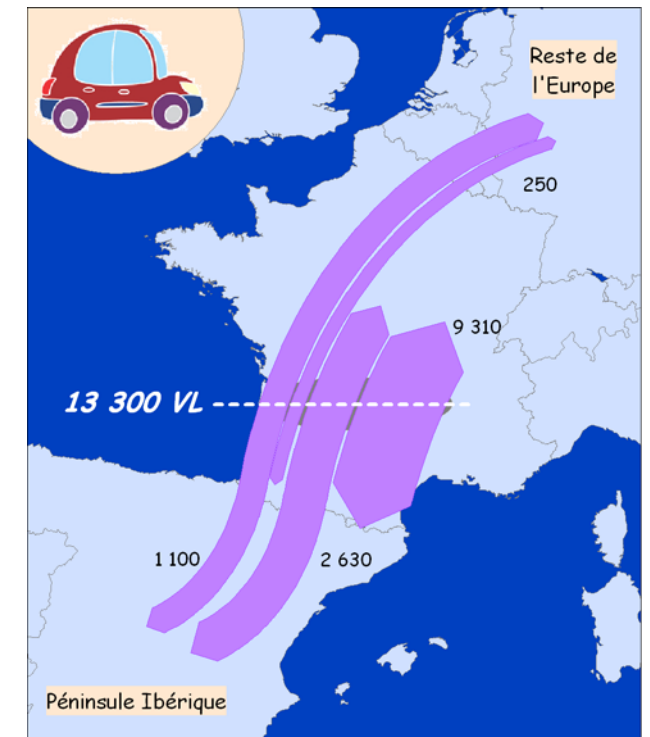 Reste de
l'Europe
250
9 310
13 300 VL
1 100
2 630
Péninsule Ibérique